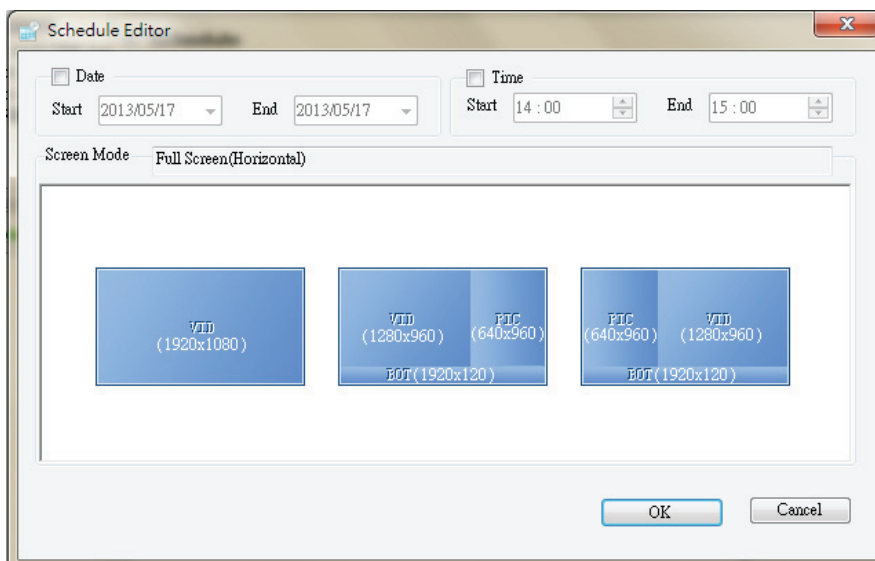 Schedule Editor
Date
Start 2013/05/17 End 2013/05/17
Time
Start 14 : 00 End 15 : 00
Screen Mode Full Screen(Horizontal)
VID
(1920x1080)
VID
(1280x960)
PIC
(640x960)
BOT(1920x120)
PIC
(640x960)
VID
(1280x960)
BOT(1920x120)
OK Cancel